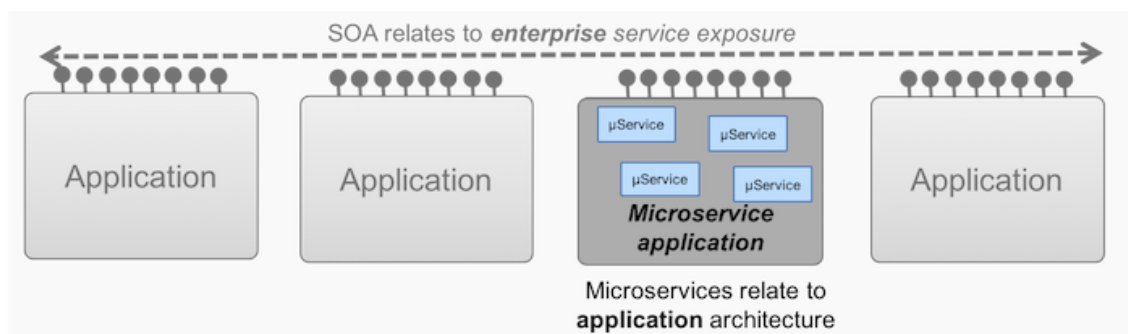 SOA relates to enterprise service exposure
Application
Application
µService
µService
µService
µService
Microservice
application
Application
Microservices relate to
application architecture